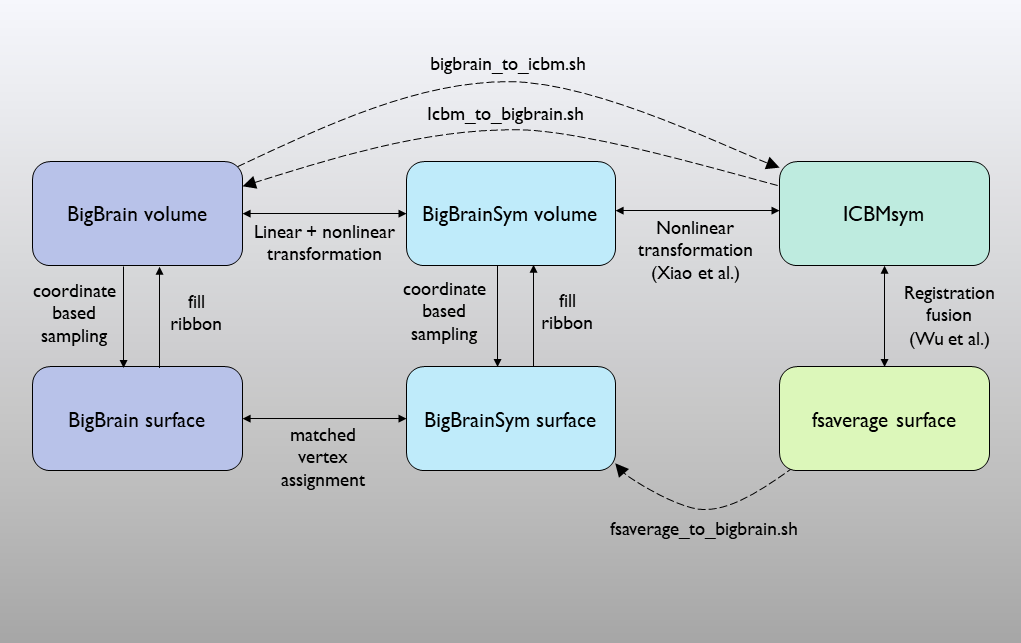 bigbrain_to_icbm.sh
Icbm_to_bigbrain.sh
BigBrain volume
BigBrainSym volume
ICBMsym
Linear + nonlinear
transformation
Nonlinear
transformation
(Xiao et al.)
coordinate
based
sampling
fill
ribbon
coordinate
based
sampling
fill
ribbon
Registration
fusion
(Wu et al.)
BigBrain surface
BigBrainSym surface
fsaverage surface
matched
vertex
assignment
fsaverage_to_bigbrain.sh